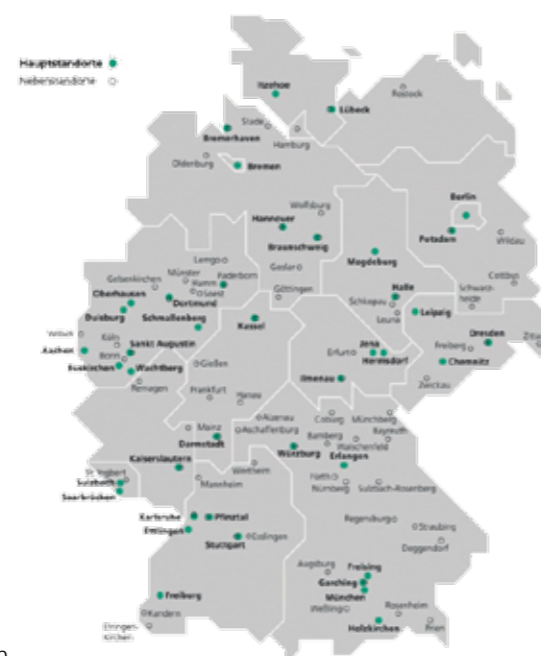 Hauptstandorte
Nebenstandorte
Itzehoe
Rostock
Lübeck
Stade
Bremerhaven
Hamburg
Oldenburg
Bremen
Wolfsburg
Berlin
Hannover
Potsdam
Braunschweig
Wildau
Magdeburg
Lemgo
Goslar
Münster
Paderborn
Gelsenkirchen
Hamm
Cottbus
Soest
Göttingen
Halle
Oberhausen
Dortmund
Schkopau
Schwarz-
heide
Duisburg
Leuna
Leipzig
Schmallenberg
Kassel
Dresden
Köln
Sankt Augustin
Jena
Freiberg
Aachen
Bonn
Erfurt
Hermsdorf
Euskirchen
Wachtberg
Gießen
Chemnitz
Ilmenau
Remagen
Frankfurt
Zwickau
Hanau
Alzenau
Coburg
Münchberg
Mainz
Aschaffenburg
Bamberg
Bayreuth
Darmstadt
Würzburg
Waischenfeld
Erlangen
Kaiserslautern
Wertheim
St. Ingbert
Fürth
Sulzbach
Mannheim
Nürnberg
Sulzbach-Rosenberg
Saarbrücken
Karlsruhe
Pfinztal
Regensburg
Ettlingen
Straubing
Stuttgart
Esslingen
Deggendorf
Augsburg
Freising
Garching
Freiburg
München
Weßling
Rosenheim
Kandern
Holzkirchen
Prien
Efringen-
Kirchen